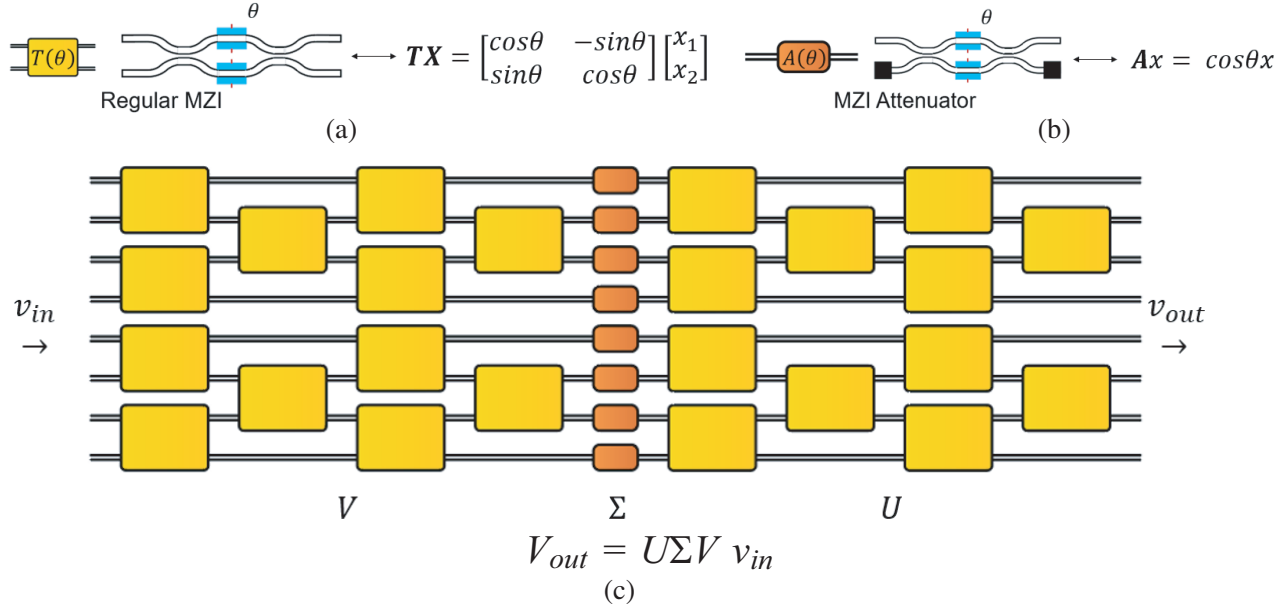 T(θ)
θ
TX = [cosθ −sinθ sinθ cosθ] [x₁ x₂]
Regular MZI
(a)
A(θ)
θ
Ax = cosθx
MZI Attenuator
(b)
v_in
→
v_out
→
V Σ U
V_out = UΣV v_in
(c)